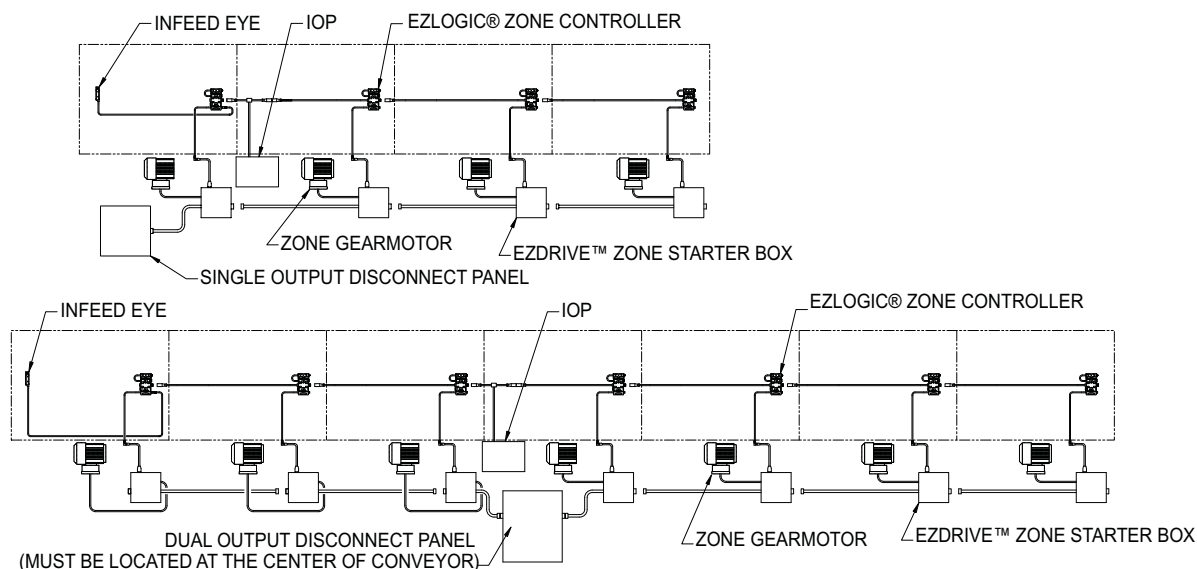 INFEED EYE
IOP
EZLOGIC® ZONE CONTROLLER
ZONE GEARMOTOR
EZDRIVE™ ZONE STARTER BOX
SINGLE OUTPUT DISCONNECT PANEL
INFEED EYE
IOP
EZLOGIC® ZONE CONTROLLER
DUAL OUTPUT DISCONNECT PANEL
(MUST BE LOCATED AT THE CENTER OF CONVEYOR)
ZONE GEARMOTOR
EZDRIVE™ ZONE STARTER BOX